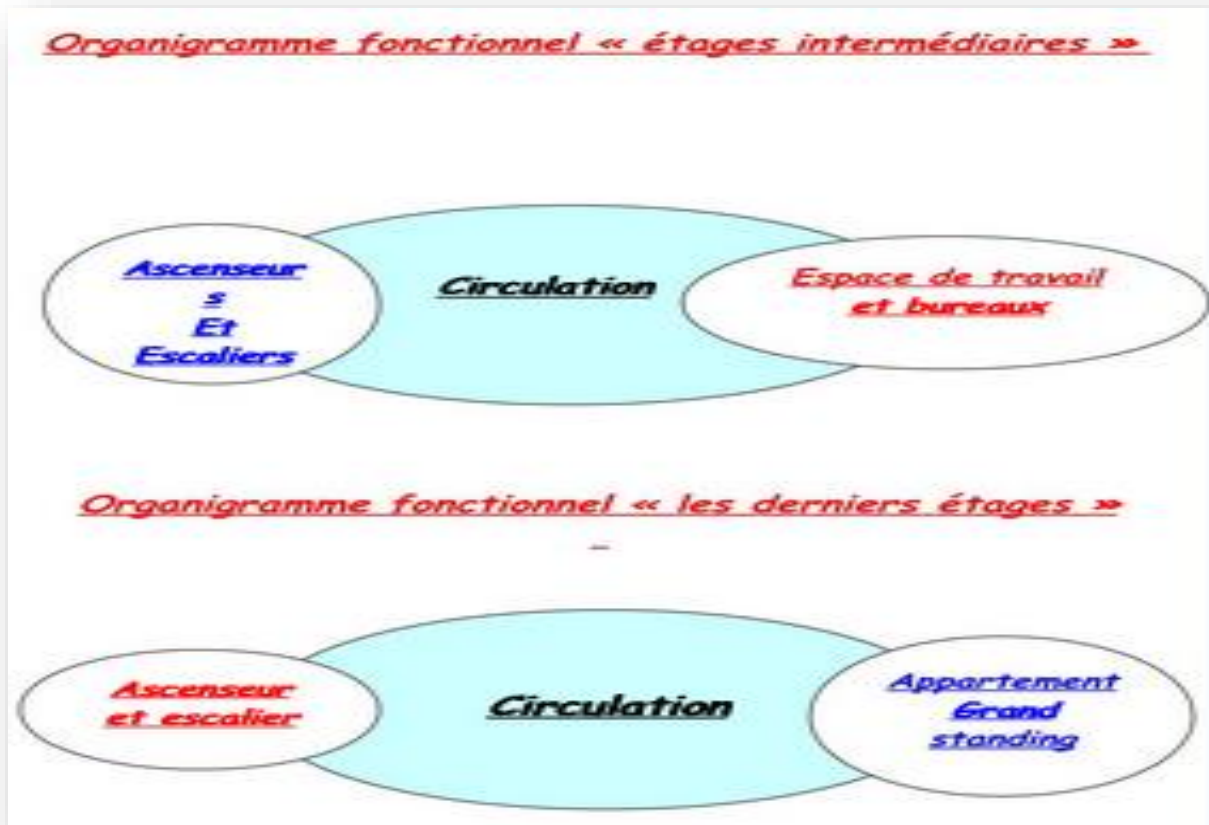 Organigramme fonctionnel « étages intermédiaires »
Ascenseur
s
Et
Escaliers
Circulation
Espace de travail
et bureaux
Organigramme fonctionnel « les derniers étages »
-
Ascenseur
et escalier
Circulation
Appartement
Grand
standing